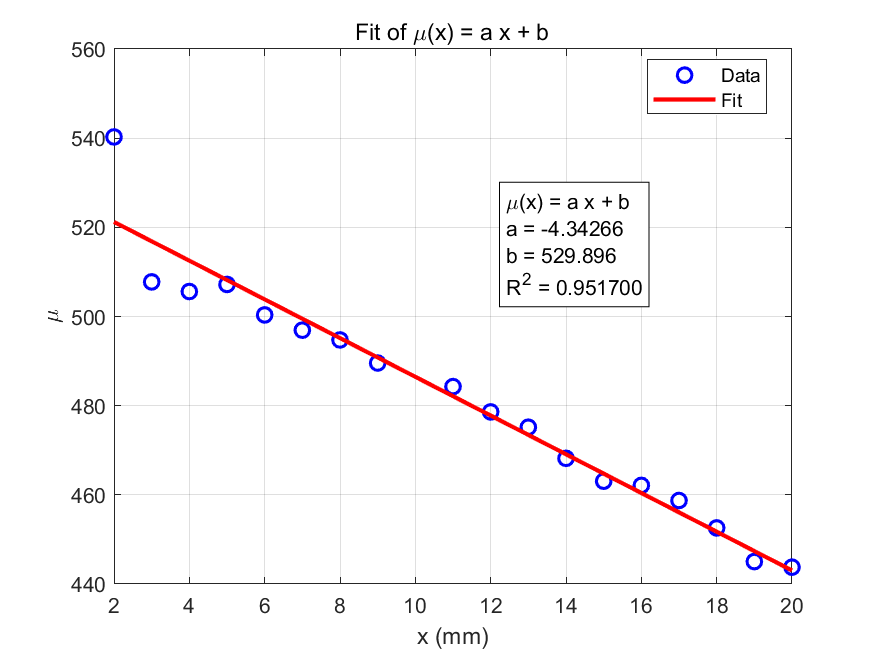 Fit of μ(x) = a x + b
560
540
520
500
480
460
440
μ
Data
Fit
μ(x) = a x + b
a = -4.34266
b = 529.896
R² = 0.951700
2 4 6 8 10 12 14 16 18 20
x (mm)